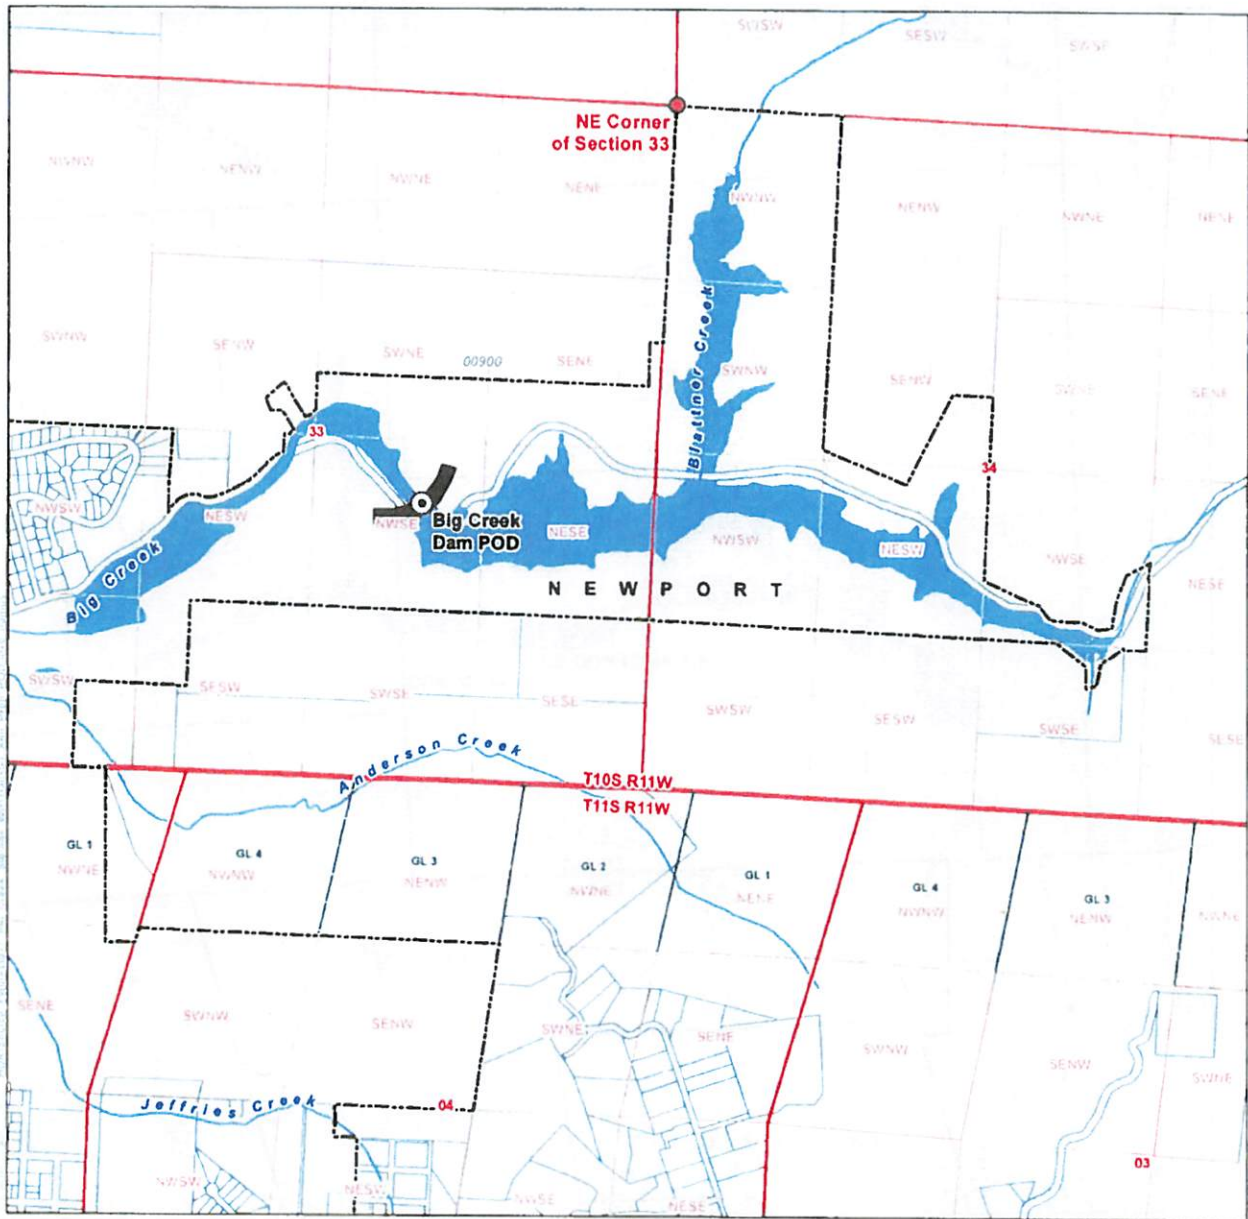 SWSW
SESW
SWSE
NE Corner
of Section 33
NWNW
NENW
NWNE
NENE
NWNW
NENW
NWNE
NENE
SWNW
SENW
SWNE
00900
SENE
Blattner Creek
SWNW
SENW
SWNE
SENE
33
34
NWSW
NESW
NWSE
Big Creek
Dam POD
NESE
NWSW
NESW
NWSE
NESE
Big Creek
NEWPORT
SWSW
SESW
SWSE
SESE
SWSW
SESW
SWSE
SESE
Anderson Creek
T10S R11W
T11S R11W
GL 1
NWNE
GL 4
NWNW
GL 3
NENW
GL 2
NWNE
GL 1
NENE
GL 4
NWNW
GL 3
NENW
NWNE
SENE
SWNW
SENW
SWNE
SENE
SWNW
SENW
SWNE
Jeffries Creek
04
03
NWSW
NESW
NWSE
NESE